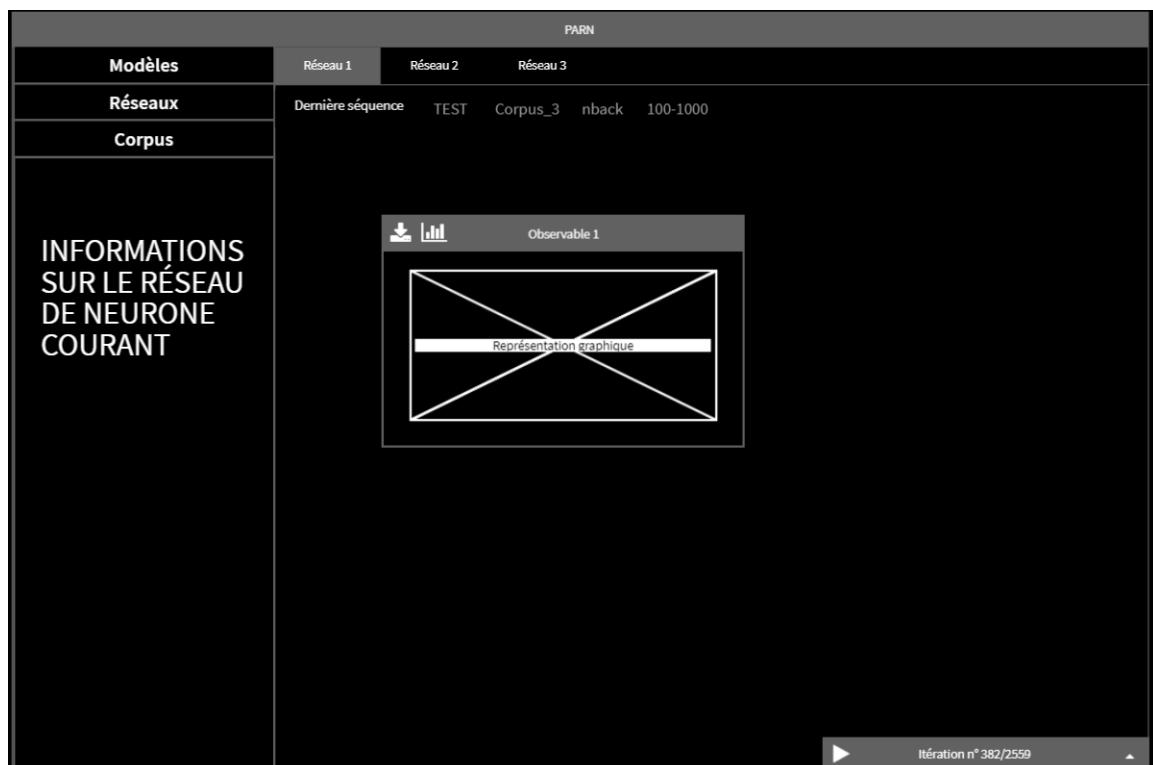 PARN
Modèles
Réseaux
Corpus
Réseau 1 Réseau 2 Réseau 3
Dernière séquence TEST Corpus_3 nback 100-1000
INFORMATIONS
SUR LE RÉSEAU
DE NEURONE
COURANT
Observable 1
Représentation graphique
Itération n° 382/2559